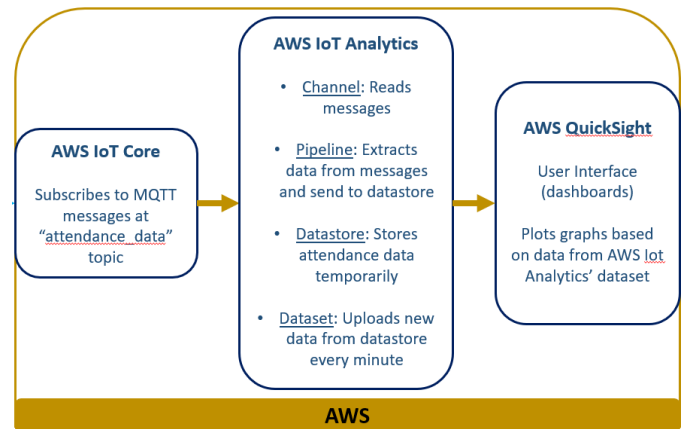 AWS IoT Core
Subscribes to MQTT
messages at
“attendance_data”
topic
AWS IoT Analytics
• Channel: Reads
messages
• Pipeline: Extracts
data from messages
and send to datastore
• Datastore: Stores
attendance data
temporarily
• Dataset: Uploads new
data from datastore
every minute
AWS QuickSight
User Interface
(dashboards)
Plots graphs based
on data from AWS Iot
Analytics’ dataset
AWS